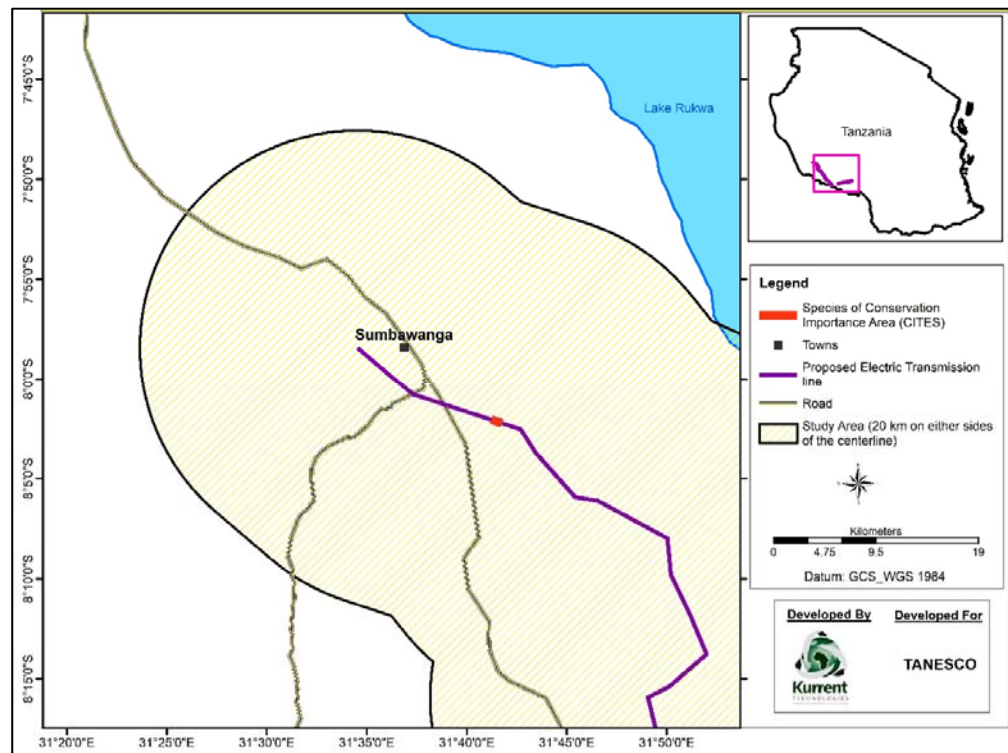 7°45'0"S
7°50'0"S
7°55'0"S
8°0'0"S
8°5'0"S
8°10'0"S
8°15'0"S
Lake Rukwa
Sumbawanga
31°20'0"E
31°25'0"E
31°30'0"E
31°35'0"E
31°40'0"E
31°45'0"E
31°50'0"E
Tanzania
Legend
Species of Conservation
Importance Area (CITES)
Towns
Proposed Electric Transmission
line
Road
Study Area (20 km on either sides
of the centerline)
Kilometers
0 4.75 9.5 19
Datum: GCS_WGS 1984
Developed By
Developed For
Kurrent
TECHNOLOGIES
TANESCO